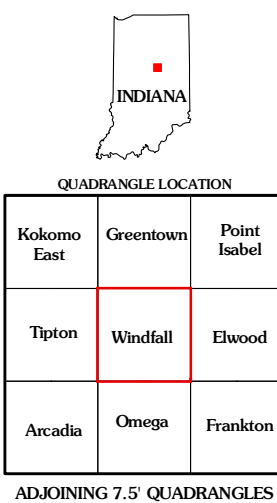 INDIANA
QUADRANGLE LOCATION
Kokomo
East
Greentown
Point
Isabel
Tipton
Windfall
Elwood
Arcadia
Omega
Frankton
ADJOINING 7.5' QUADRANGLES